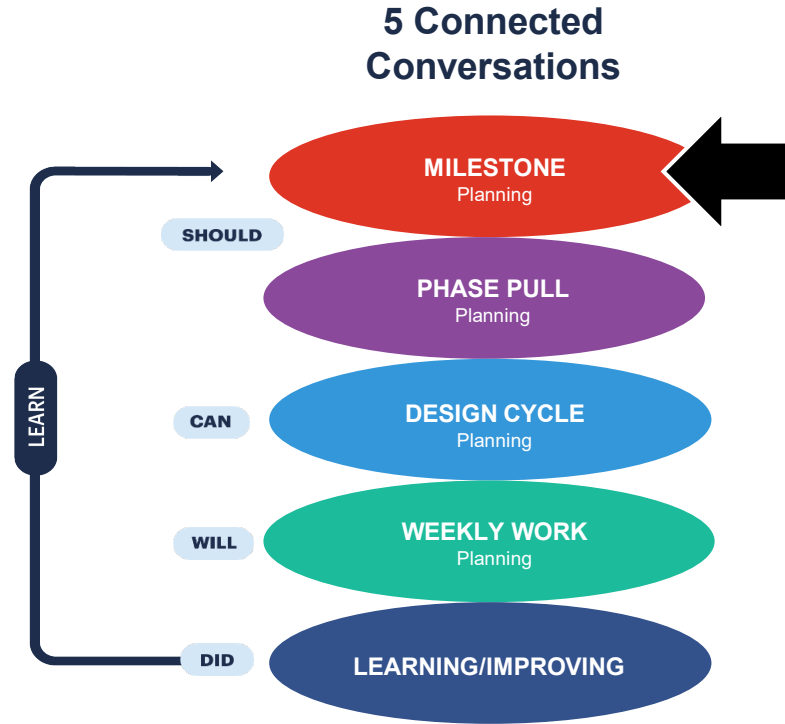 5 Connected
Conversations
MILESTONE
Planning
SHOULD
PHASE PULL
Planning
LEARN
CAN
DESIGN CYCLE
Planning
WILL
WEEKLY WORK
Planning
DID
LEARNING/IMPROVING